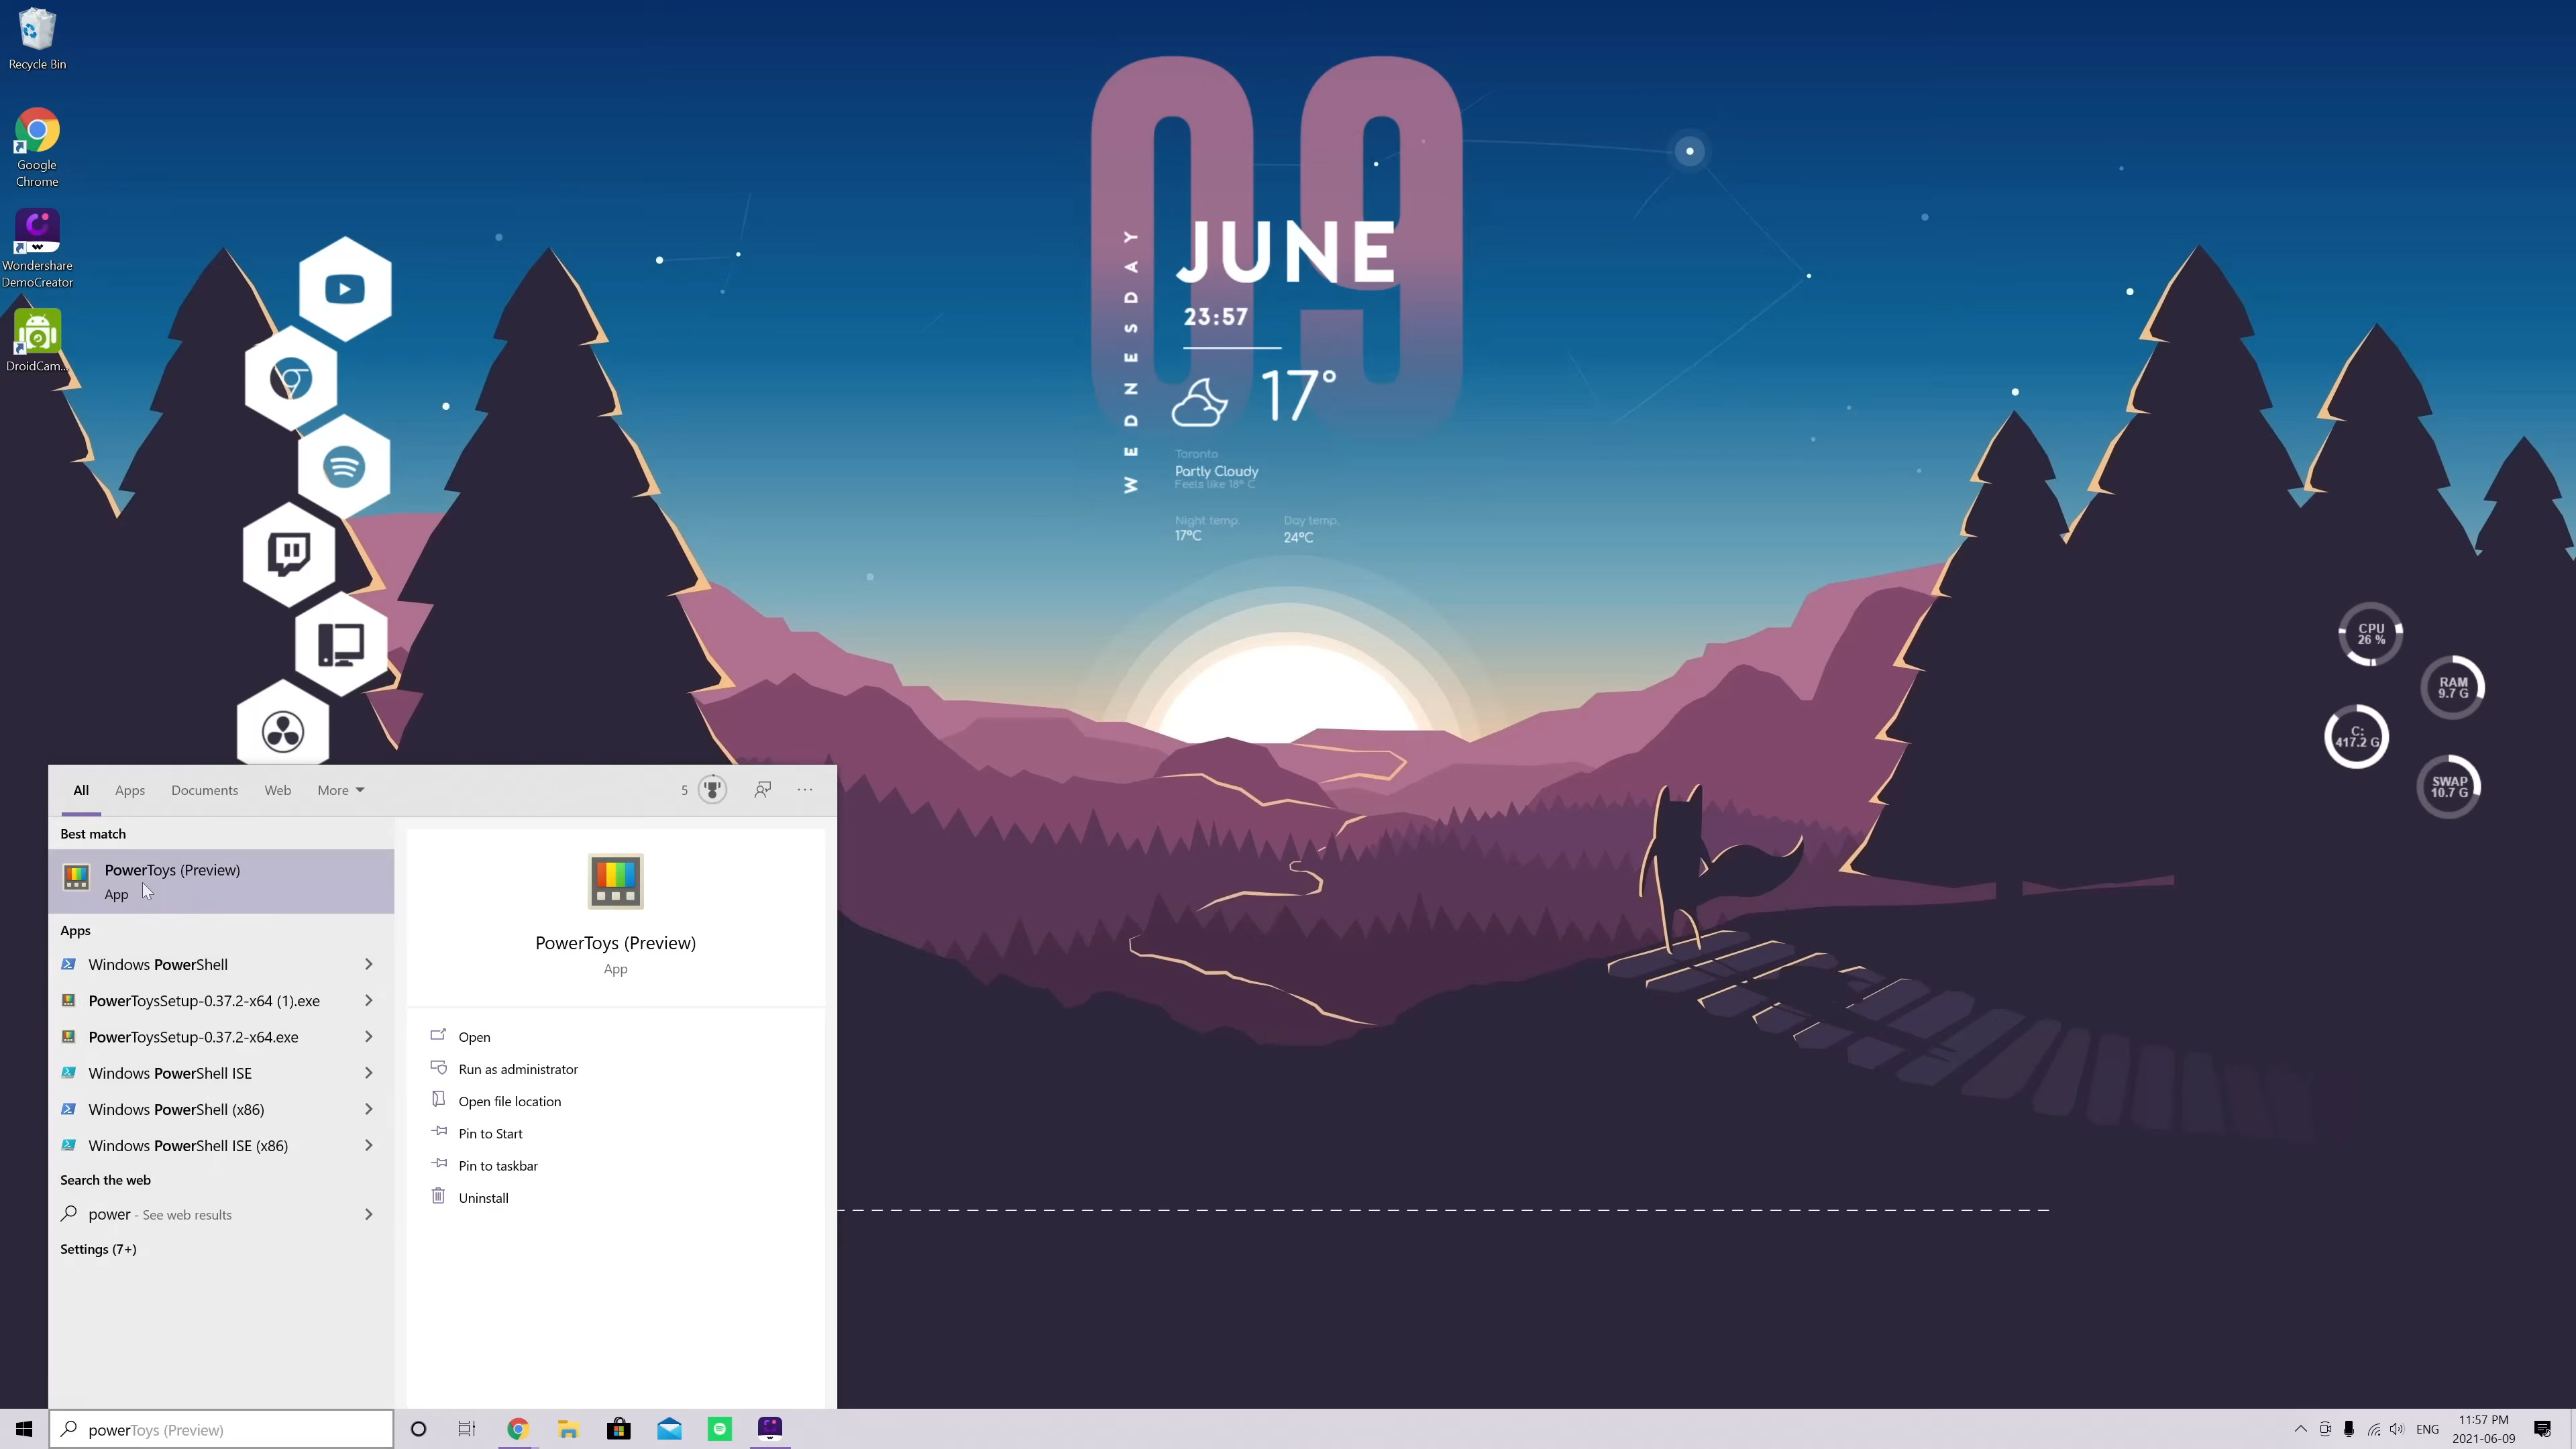 Recycle Bin
Google
Chrome
Wondershare
DemoCreator
DroidCam...
09
WEDNESDAY
JUNE
23:57
17°
Toronto
Partly Cloudy
Feels like 18° C
Night temp.
17°C
Day temp.
24°C
CPU
26 %
RAM
9.7 G
C:
417.2 G
SWAP
10.7 G
All
Apps
Documents
Web
More
5
Best match
PowerToys (Preview)
App
Apps
Windows PowerShell
PowerToysSetup-0.37.2-x64 (1).exe
PowerToysSetup-0.37.2-x64.exe
Windows PowerShell ISE
Windows PowerShell (x86)
Windows PowerShell ISE (x86)
Search the web
power - See web results
Settings (7+)
PowerToys (Preview)
App
Open
Run as administrator
Open file location
Pin to Start
Pin to taskbar
Uninstall
powerToys (Preview)
ENG
11:57 PM
2021-06-09